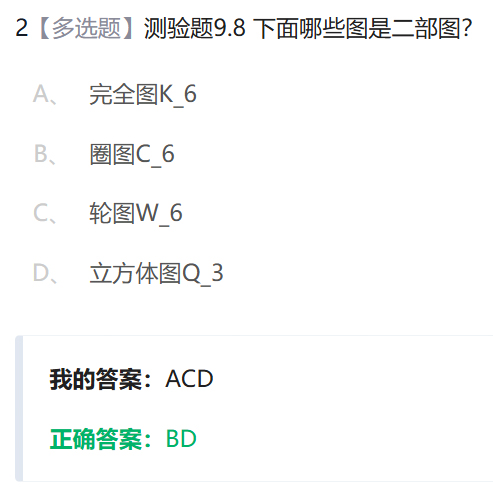 2【多选题】测验题9.8 下面哪些图是二部图?
A、 完全图K_6
B、 圈图C_6
C、 轮图W_6
D、 立方体图Q_3
我的答案：ACD
正确答案：BD